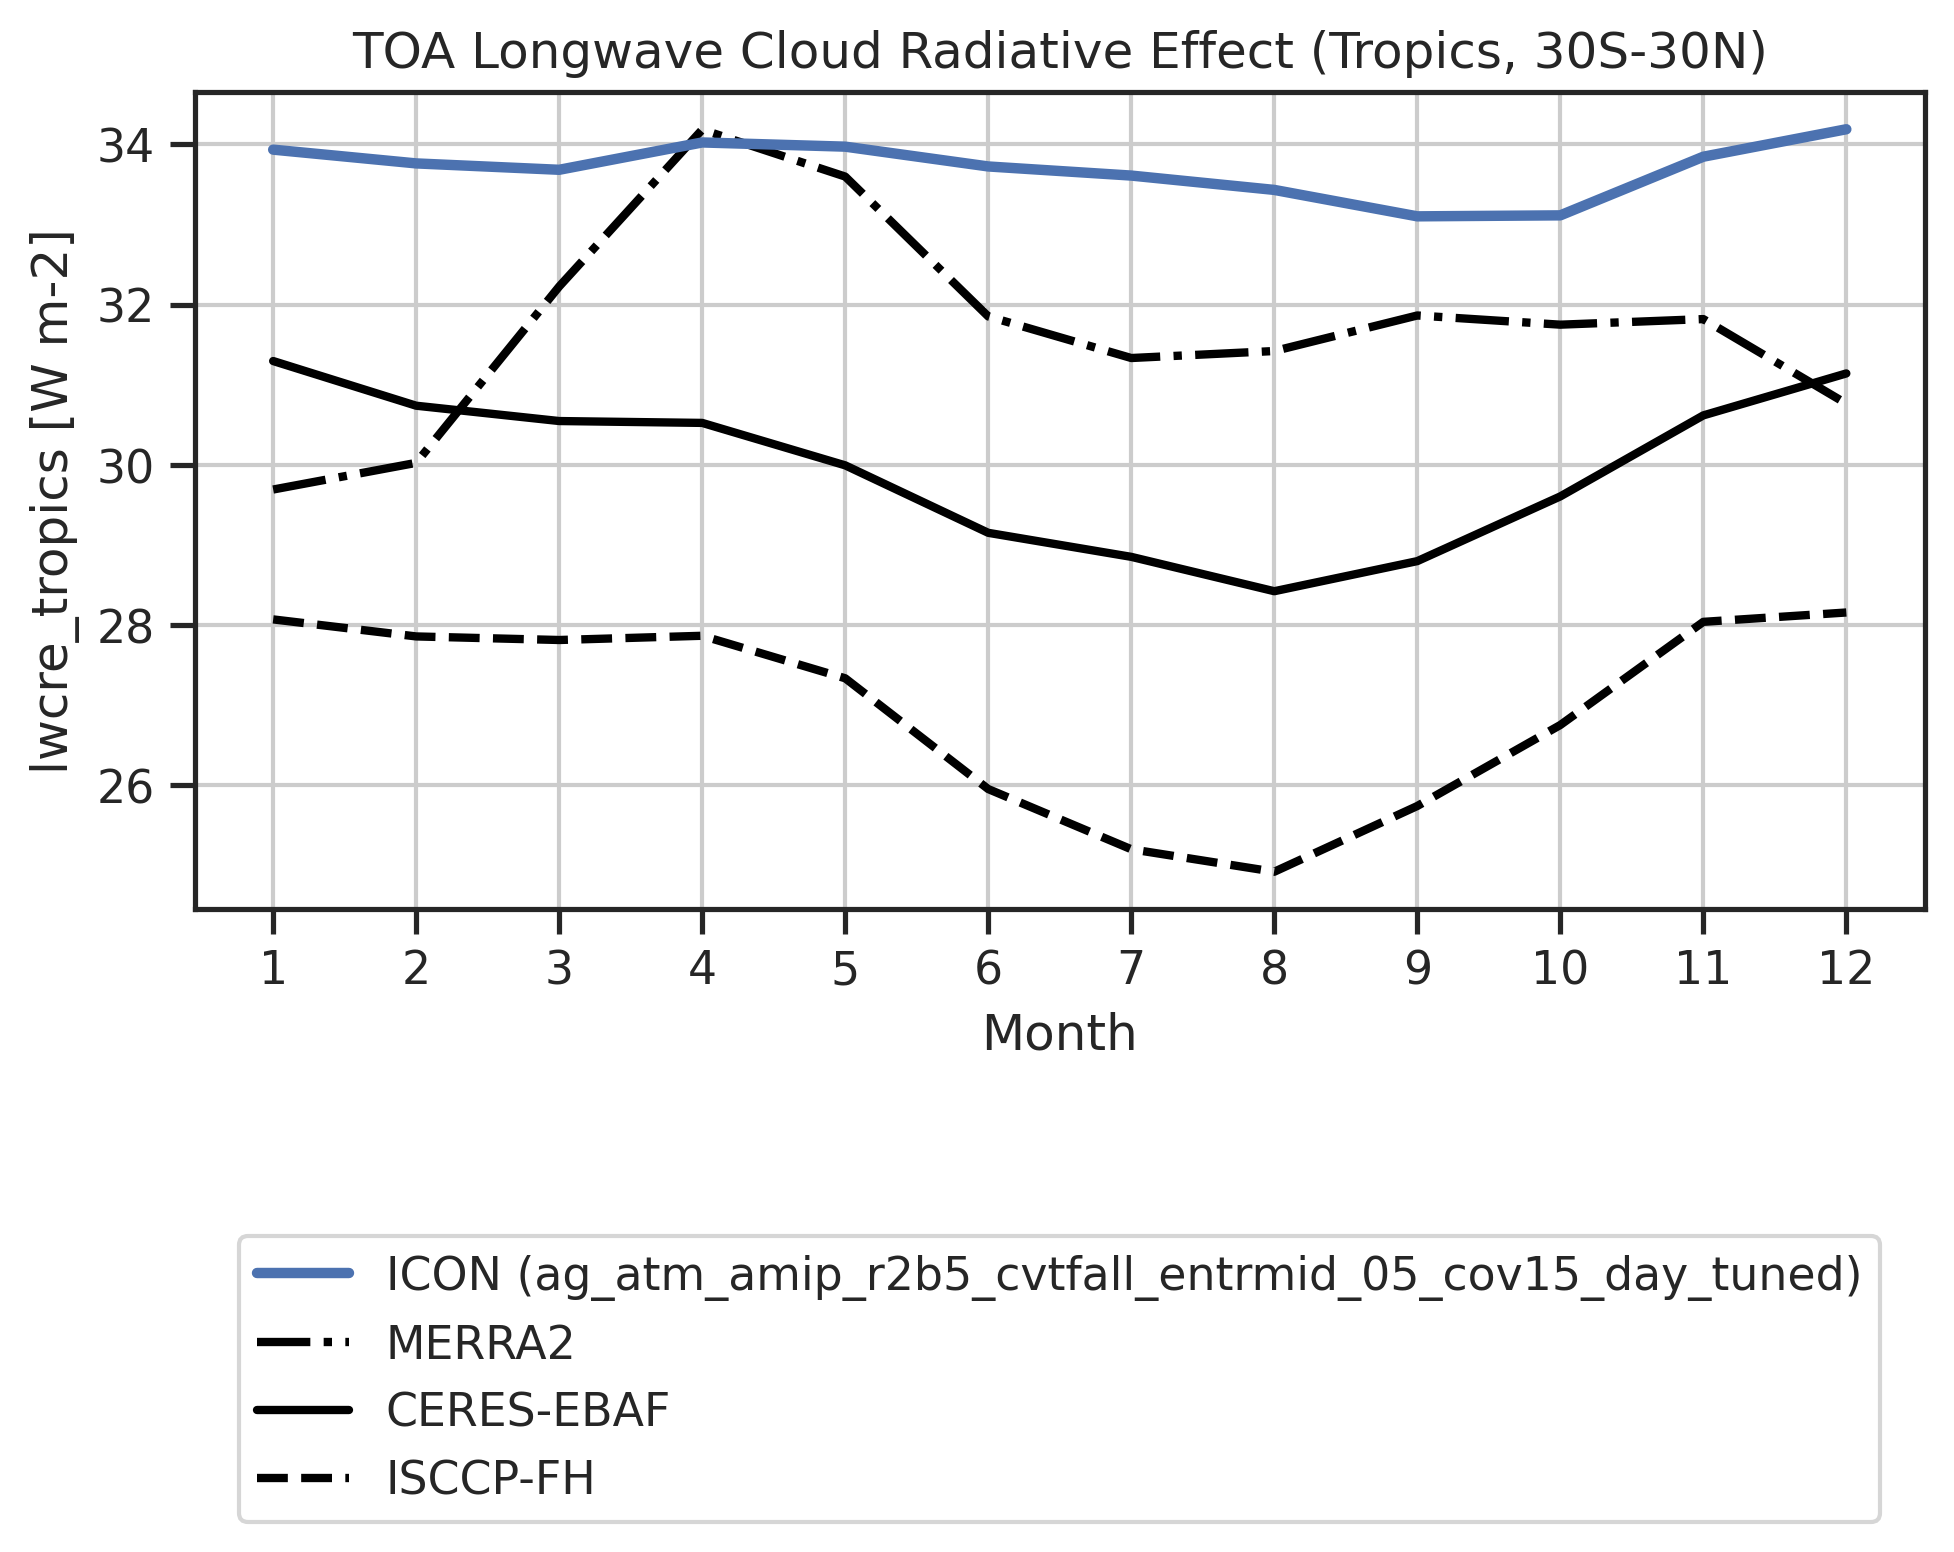 TOA Longwave Cloud Radiative Effect (Tropics, 30S-30N)
lwcre_tropics [W m-2]
34
32
30
28
26
1 2 3 4 5 6 7 8 9 10 11 12
Month
ICON (ag_atm_amip_r2b5_cvtfall_entrmid_05_cov15_day_tuned)
MERRA2
CERES-EBAF
ISCCP-FH